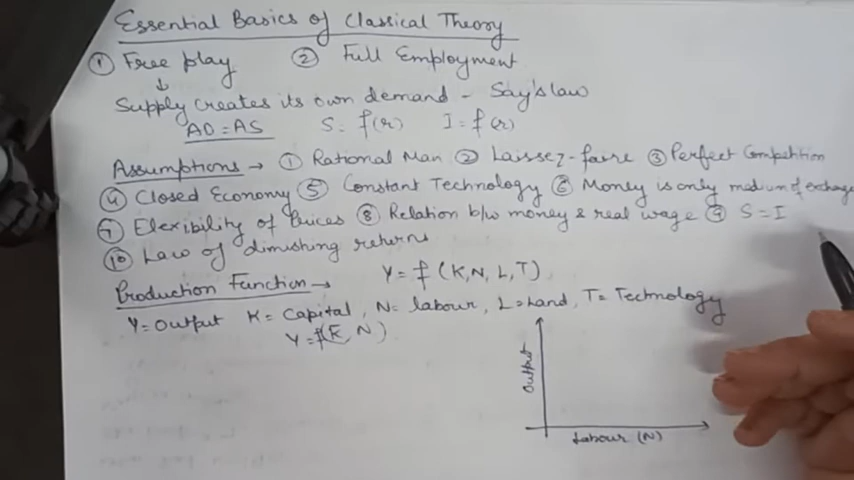 Essential Basics of Classical Theory
① Free play ② Full Employment
↓
Supply creates its own demand - Say's law
AD = AS S = f(r) I = f(r)
Assumptions → ① Rational Man ② Laissez-faire ③ Perfect Competition
④ Closed Economy ⑤ Constant Technology ⑥ Money is only medium of exchange
⑦ Flexibility of Prices ⑧ Relation b/w money & real wage ⑨ S = I
⑩ Law of diminishing returns
Production Function → Y = f (K, N, L, T)
Y = Output K = Capital, N = labour, L = Land, T = Technology
Y = f(K̅, N)
Output
Labour (N)